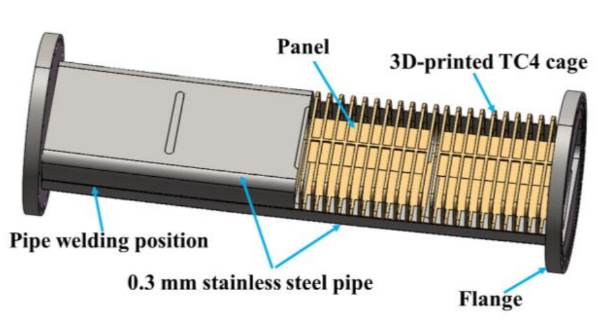 Panel
3D-printed TC4 cage
Pipe welding position
0.3 mm stainless steel pipe
Flange